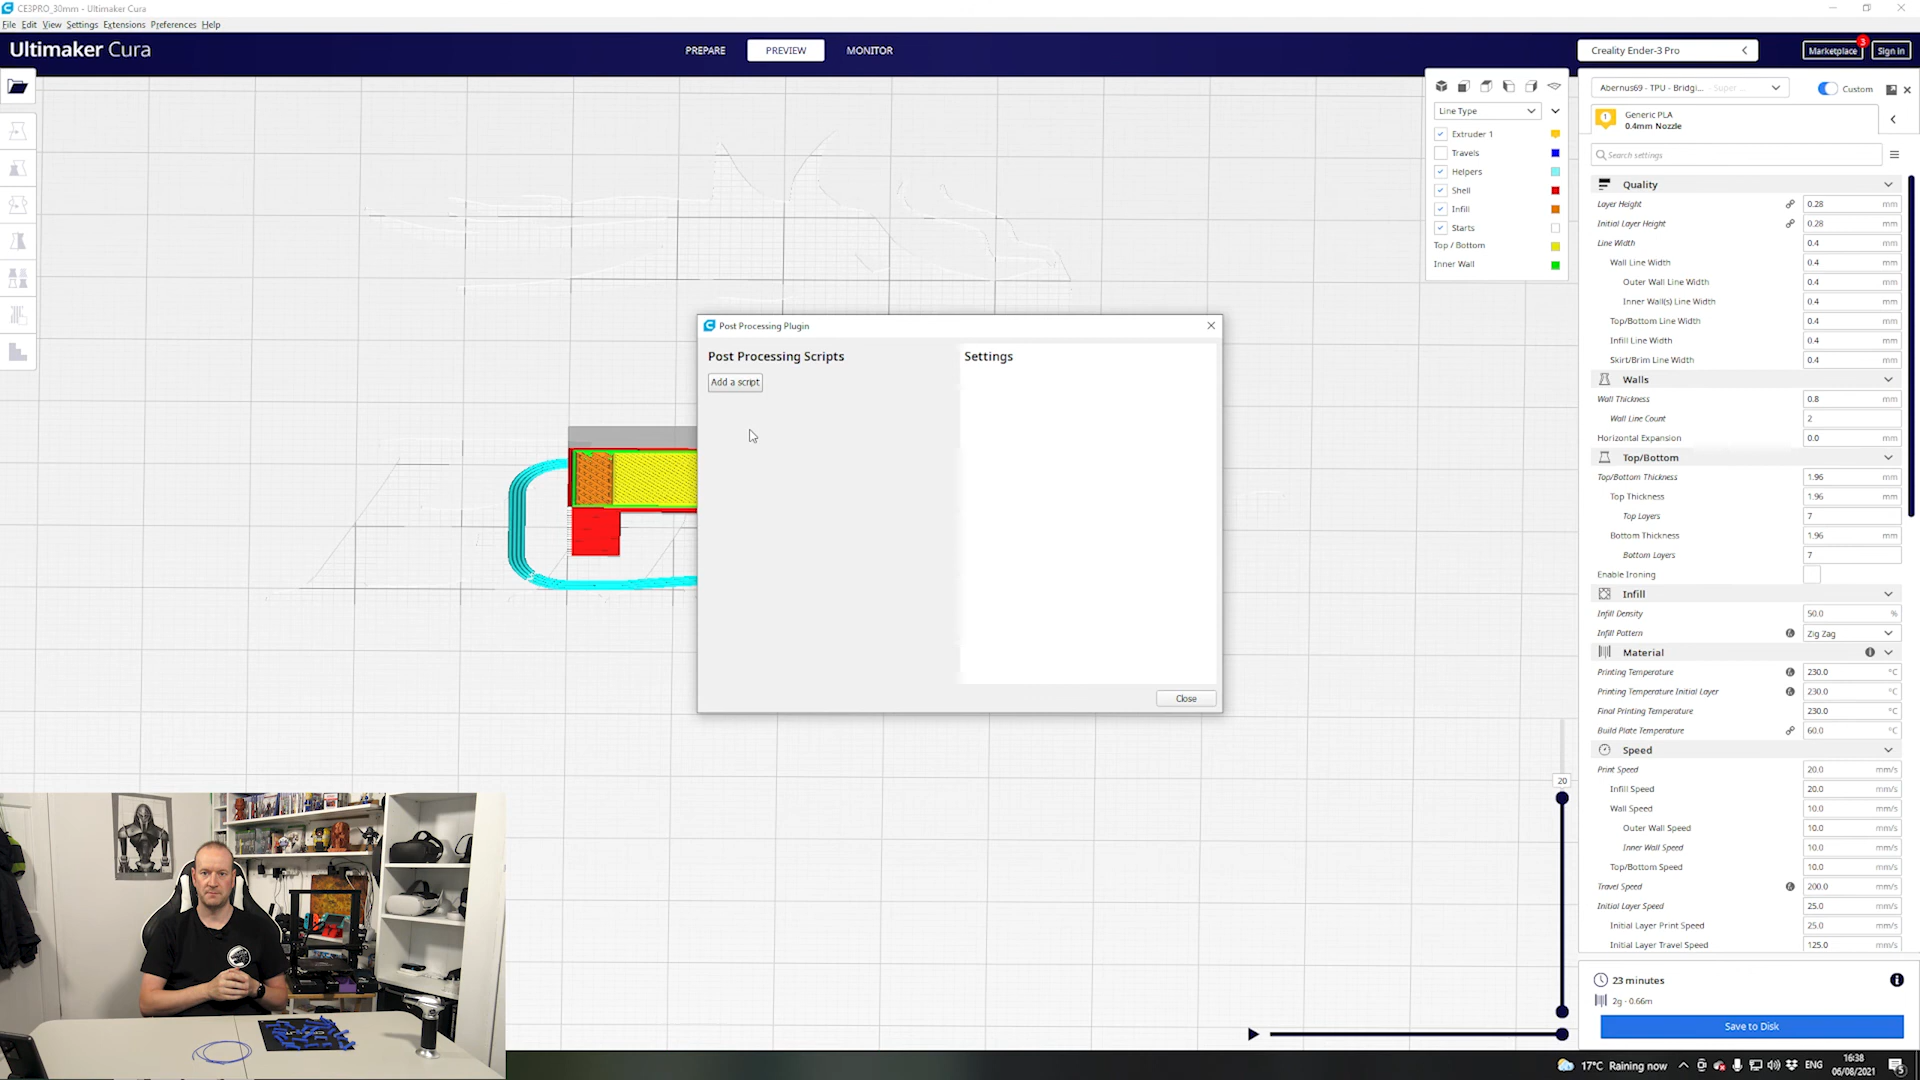 CE3PRO_30mm - Ultimaker Cura
File Edit View Settings Extensions Preferences Help
Ultimaker Cura
PREPARE
PREVIEW
MONITOR
Creality Ender-3 Pro
Marketplace
3
Sign in
Line Type
Extruder 1
Travels
Helpers
Shell
Infill
Starts
Top / Bottom
Inner Wall
Abernus69 - TPU - Bridgi... - Super ...
Custom
1
Generic PLA
0.4mm Nozzle
Search settings
Quality
Layer Height 0.28 mm
Initial Layer Height 0.28 mm
Line Width 0.4 mm
Wall Line Width 0.4 mm
Outer Wall Line Width 0.4 mm
Inner Wall(s) Line Width 0.4 mm
Top/Bottom Line Width 0.4 mm
Infill Line Width 0.4 mm
Skirt/Brim Line Width 0.4 mm
Walls
Wall Thickness 0.8 mm
Wall Line Count 2
Horizontal Expansion 0.0 mm
Top/Bottom
Top/Bottom Thickness 1.96 mm
Top Thickness 1.96 mm
Top Layers 7
Bottom Thickness 1.96 mm
Bottom Layers 7
Enable Ironing
Infill
Infill Density 50.0 %
Infill Pattern Zig Zag
Material
Printing Temperature 230.0 °C
Printing Temperature Initial Layer 230.0 °C
Final Printing Temperature 230.0 °C
Build Plate Temperature 60.0 °C
Speed
Print Speed 20.0 mm/s
Infill Speed 20.0 mm/s
Wall Speed 10.0 mm/s
Outer Wall Speed 10.0 mm/s
Inner Wall Speed 10.0 mm/s
Top/Bottom Speed 10.0 mm/s
Travel Speed 200.0 mm/s
Initial Layer Speed 25.0 mm/s
Initial Layer Print Speed 25.0 mm/s
Initial Layer Travel Speed 125.0 mm/s
Post Processing Plugin
Post Processing Scripts
Settings
Add a script
Close
20
23 minutes
2g · 0.66m
Save to Disk
17°C Raining now
ENG
16:38
06/08/2021
5